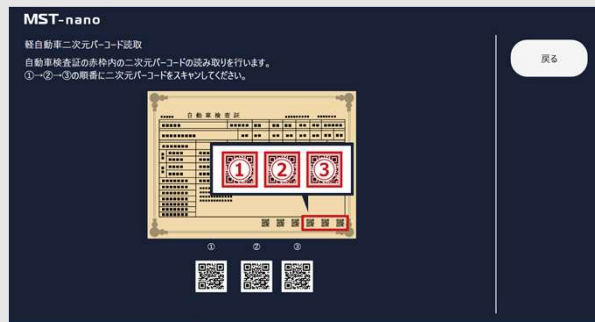 MST-nano
軽自動車二次元バーコード読取
自動車検査証の赤枠内の二次元バーコードの読み取りを行います。
①→②→③の順番に二次元バーコードをスキャンしてください。
戻る
自動車検査証
① ② ③
① ② ③